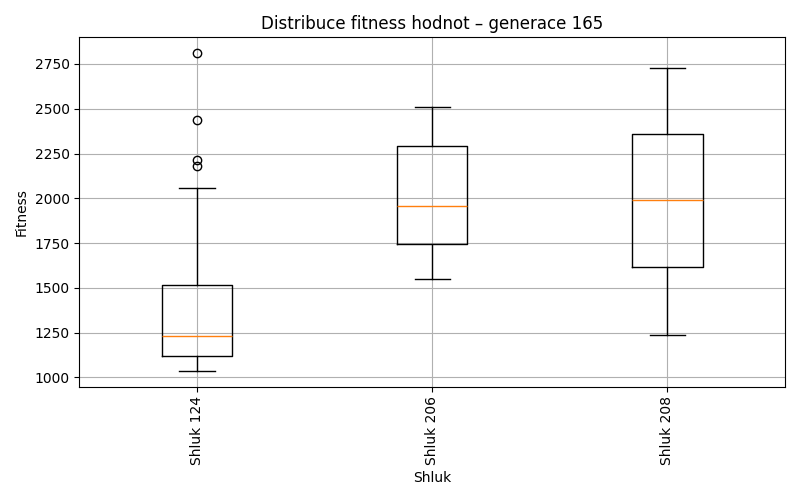 Distribuce fitness hodnot – generace 165
Fitness
2750
2500
2250
2000
1750
1500
1250
1000
Shluk 124
Shluk 206
Shluk 208
Shluk